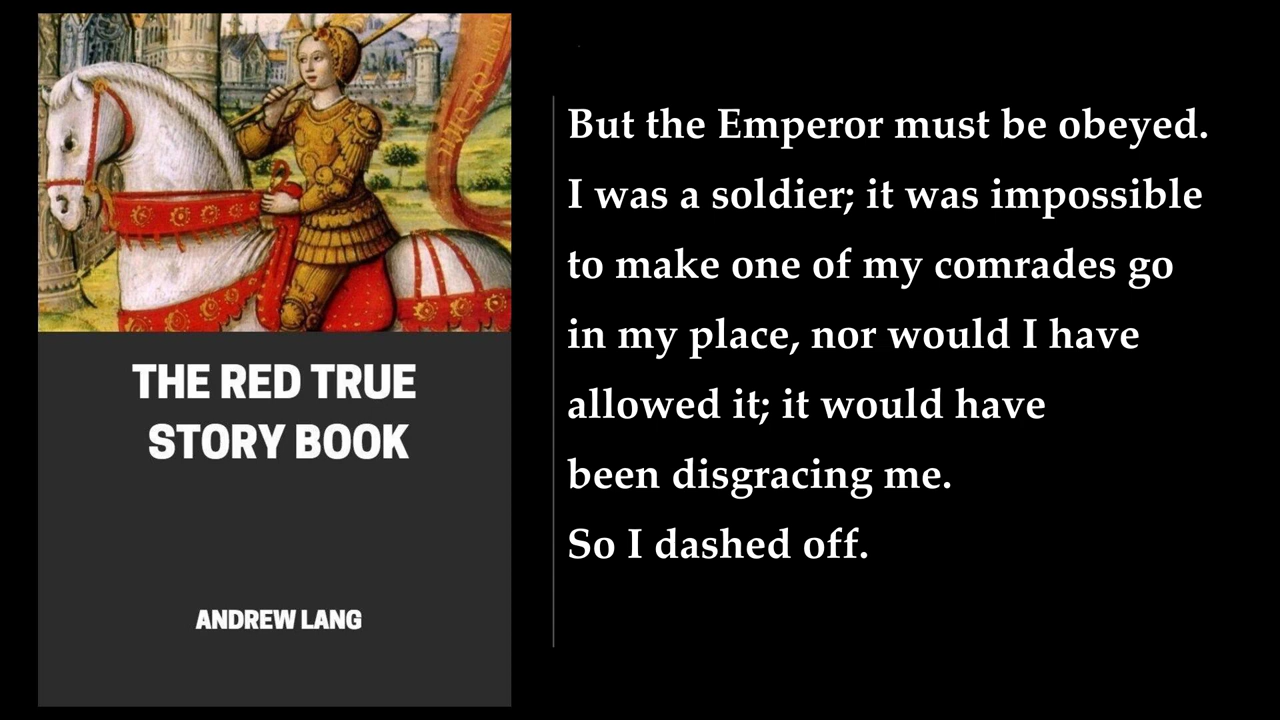 THE RED TRUE
STORY BOOK
ANDREW LANG
But the Emperor must be obeyed.
I was a soldier; it was impossible
to make one of my comrades go
in my place, nor would I have
allowed it; it would have
been disgracing me.
So I dashed off.